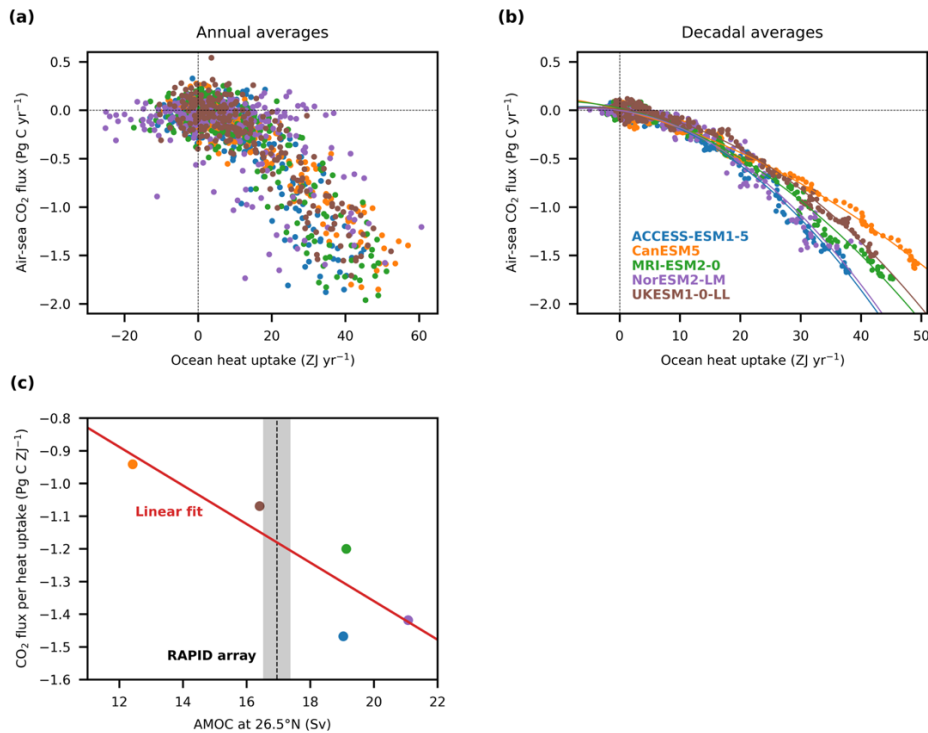 (a)
Annual averages
0.5
0.0
−0.5
−1.0
−1.5
−2.0
Air-sea CO₂ flux (Pg C yr⁻¹)
−20 0 20 40 60
Ocean heat uptake (ZJ yr⁻¹)
(b)
Decadal averages
0.5
0.0
−0.5
−1.0
−1.5
−2.0
Air-sea CO₂ flux (Pg C yr⁻¹)
ACCESS-ESM1-5
CanESM5
MRI-ESM2-0
NorESM2-LM
UKESM1-0-LL
0 10 20 30 40 50
Ocean heat uptake (ZJ yr⁻¹)
(c)
−0.8
−0.9
−1.0
−1.1
−1.2
−1.3
−1.4
−1.5
−1.6
CO₂ flux per heat uptake (Pg C ZJ⁻¹)
Linear fit
RAPID array
12 14 16 18 20 22
AMOC at 26.5°N (Sv)